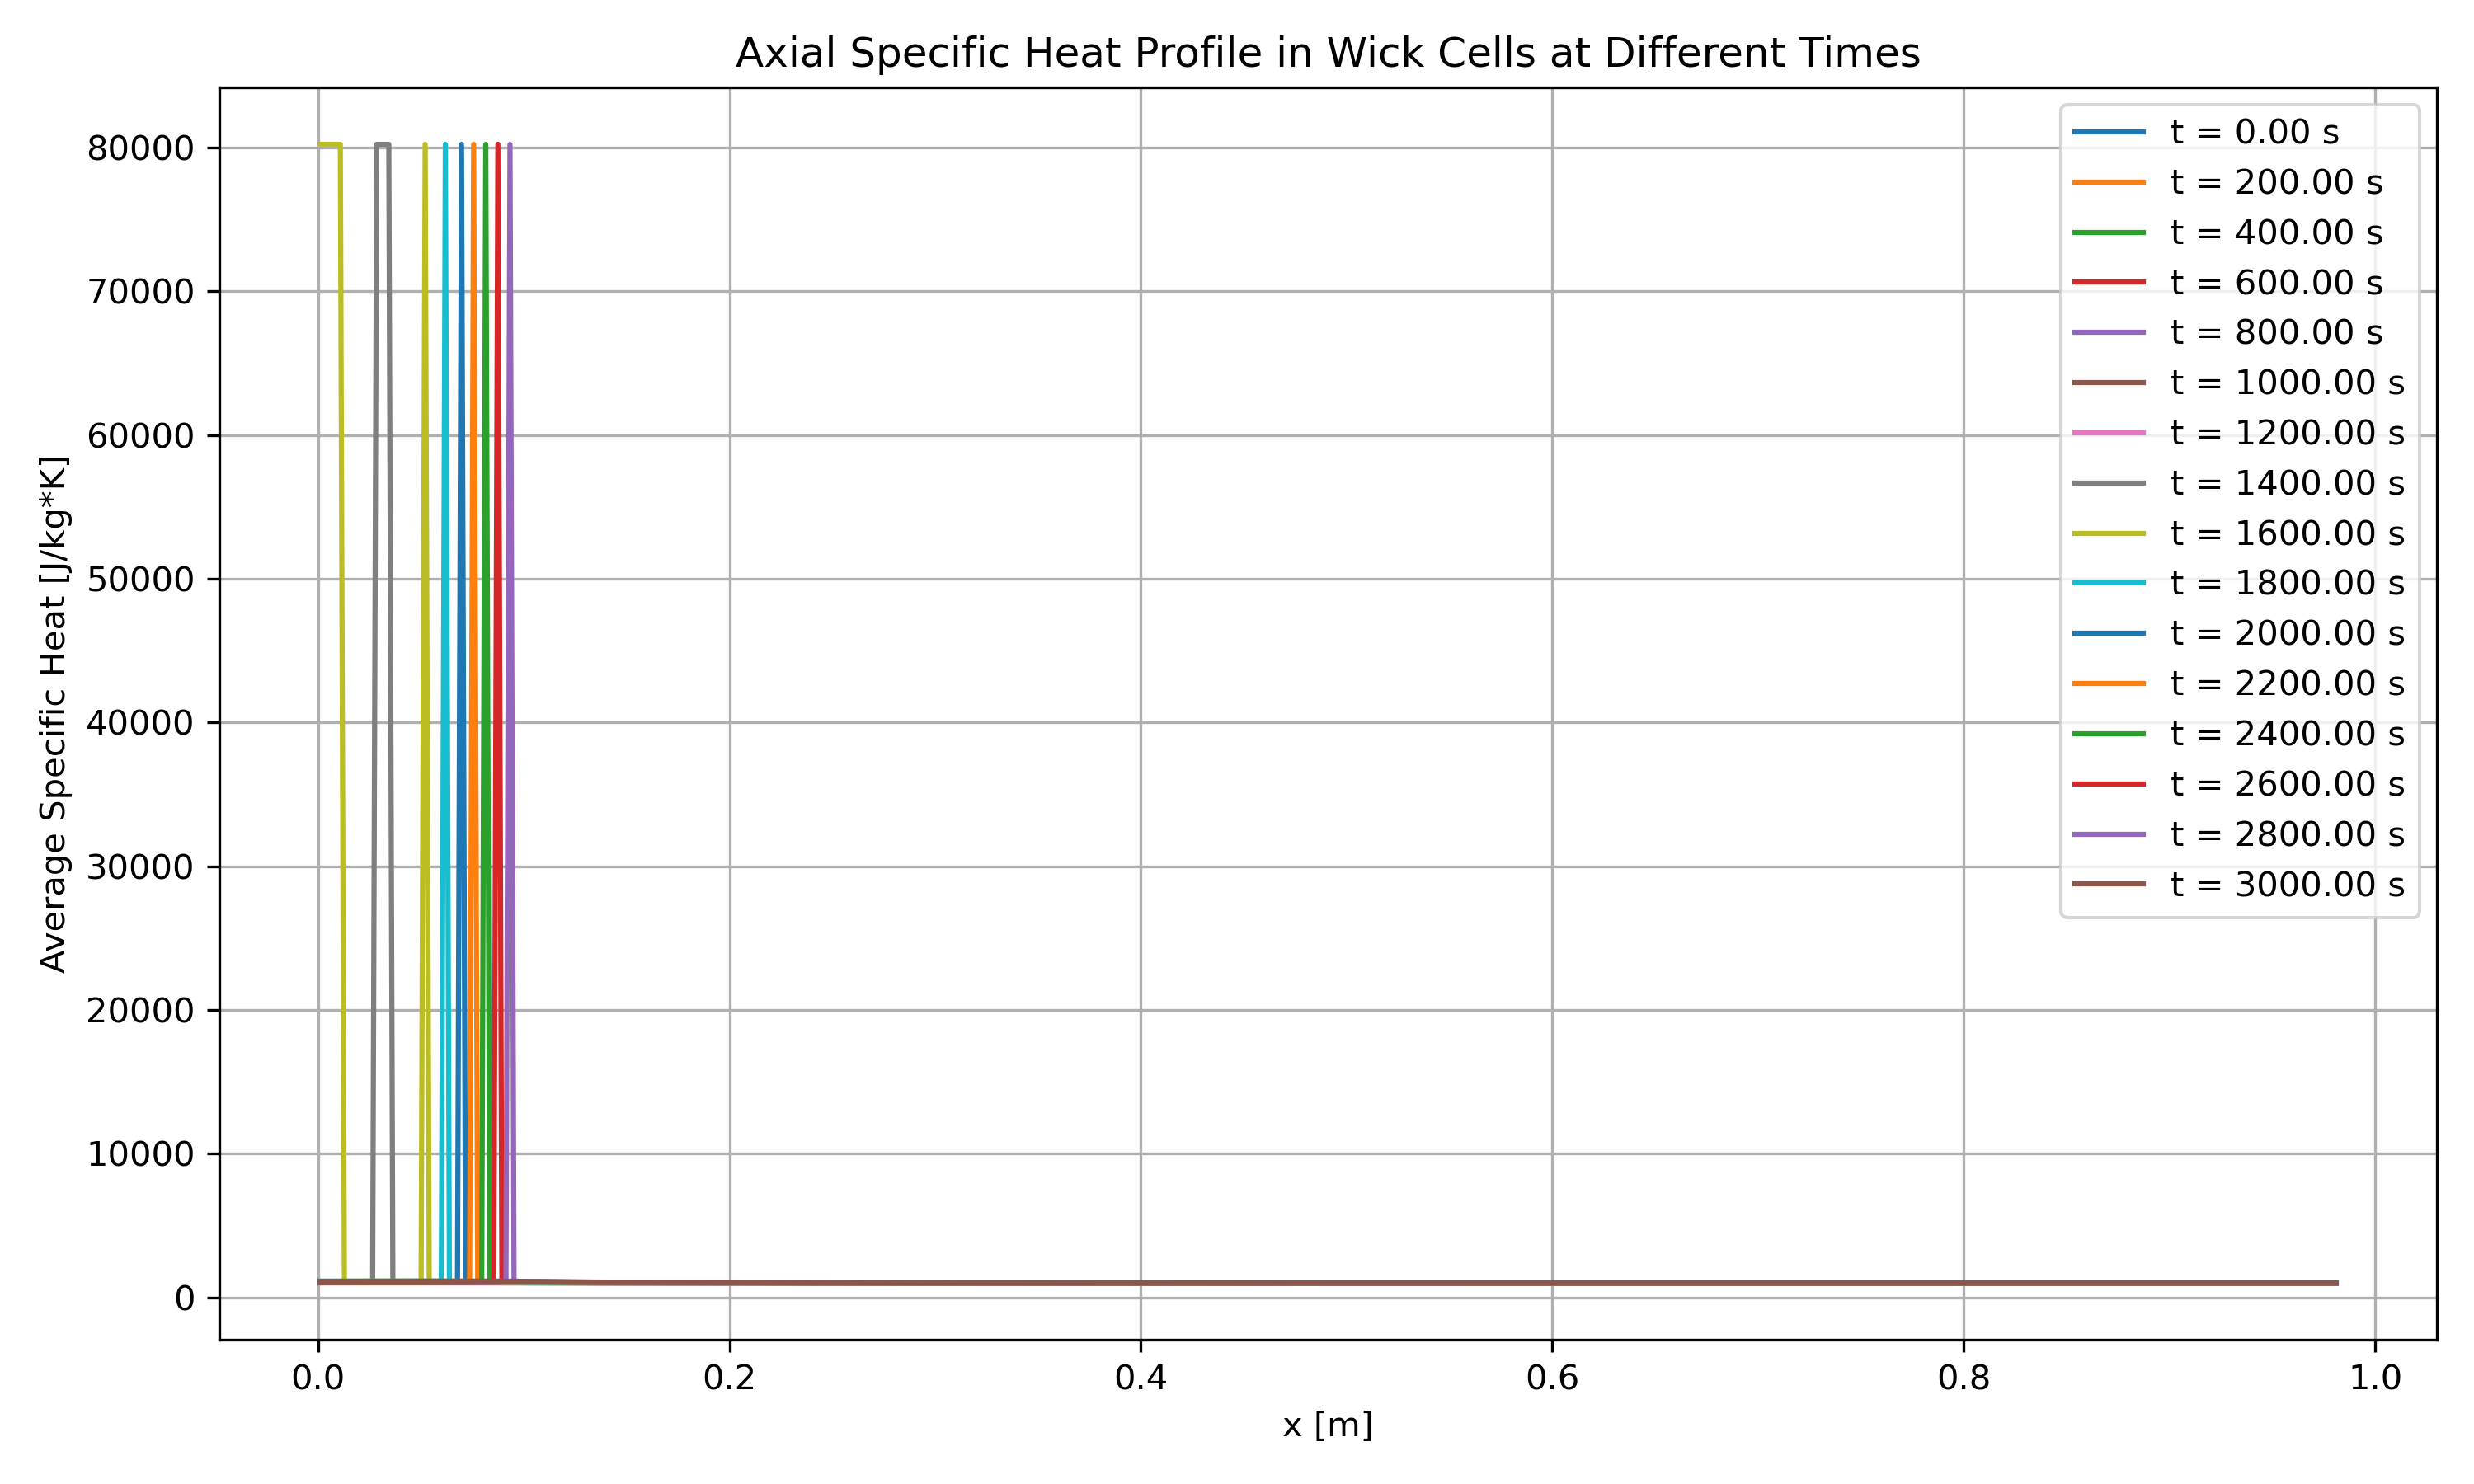 Axial Specific Heat Profile in Wick Cells at Different Times
Average Specific Heat [J/kg*K]
80000
70000
60000
50000
40000
30000
20000
10000
0
0.0 0.2 0.4 0.6 0.8 1.0
x [m]
t = 0.00 s
t = 200.00 s
t = 400.00 s
t = 600.00 s
t = 800.00 s
t = 1000.00 s
t = 1200.00 s
t = 1400.00 s
t = 1600.00 s
t = 1800.00 s
t = 2000.00 s
t = 2200.00 s
t = 2400.00 s
t = 2600.00 s
t = 2800.00 s
t = 3000.00 s